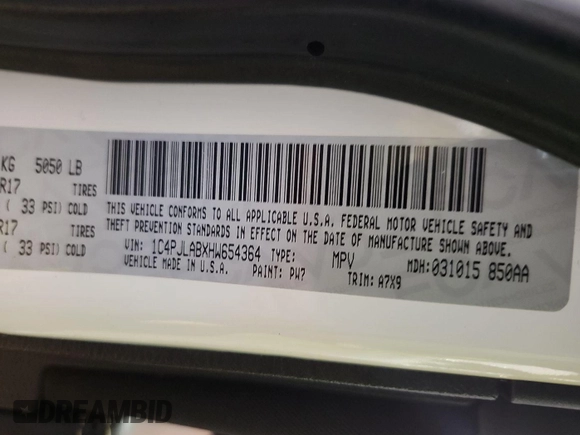 KG 5050 LB
R17 TIRES
( 33 PSI) COLD
R17 TIRES
( 33 PSI) COLD
THIS VEHICLE CONFORMS TO ALL APPLICABLE U.S.A. FEDERAL MOTOR VEHICLE SAFETY AND
THEFT PREVENTION STANDARDS IN EFFECT ON THE DATE OF MANUFACTURE SHOWN ABOVE.
VIN: 1C4PJLABXHW654364 TYPE: MPV MDH: 031015 850AA
VEHICLE MADE IN U.S.A. PAINT: PW7 TRIM: A7X9
DREAMBID